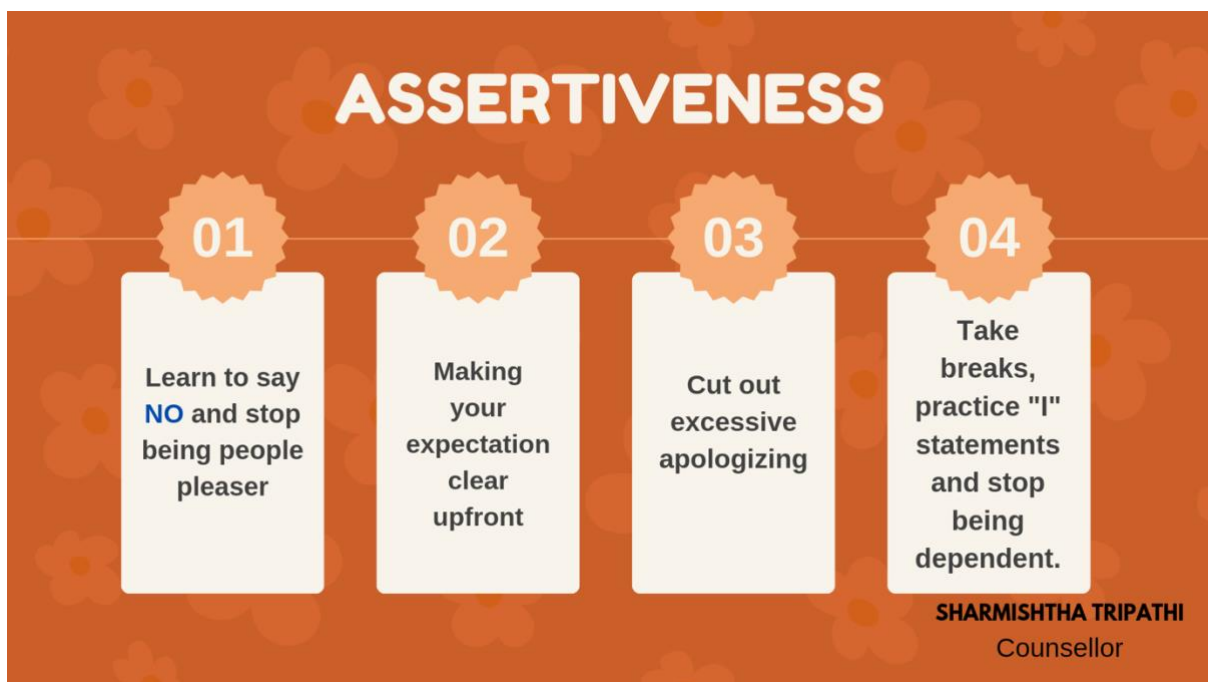 ASSERTIVENESS
01
Learn to say
NO and stop
being people
pleaser
02
Making
your
expectation
clear
upfront
03
Cut out
excessive
apologizing
04
Take
breaks,
practice "I"
statements
and stop
being
dependent.
SHARMISHTHA TRIPATHI
Counsellor